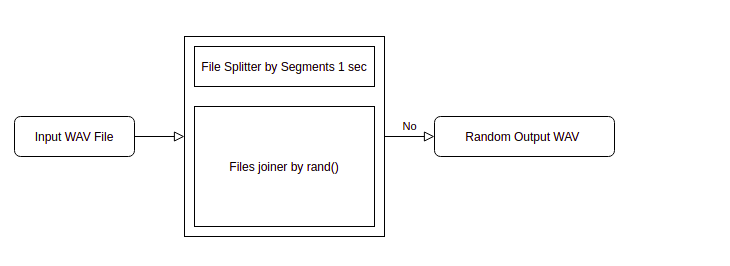 File Splitter by Segments 1 sec
Input WAV File
Files joiner by rand()
No
Random Output WAV